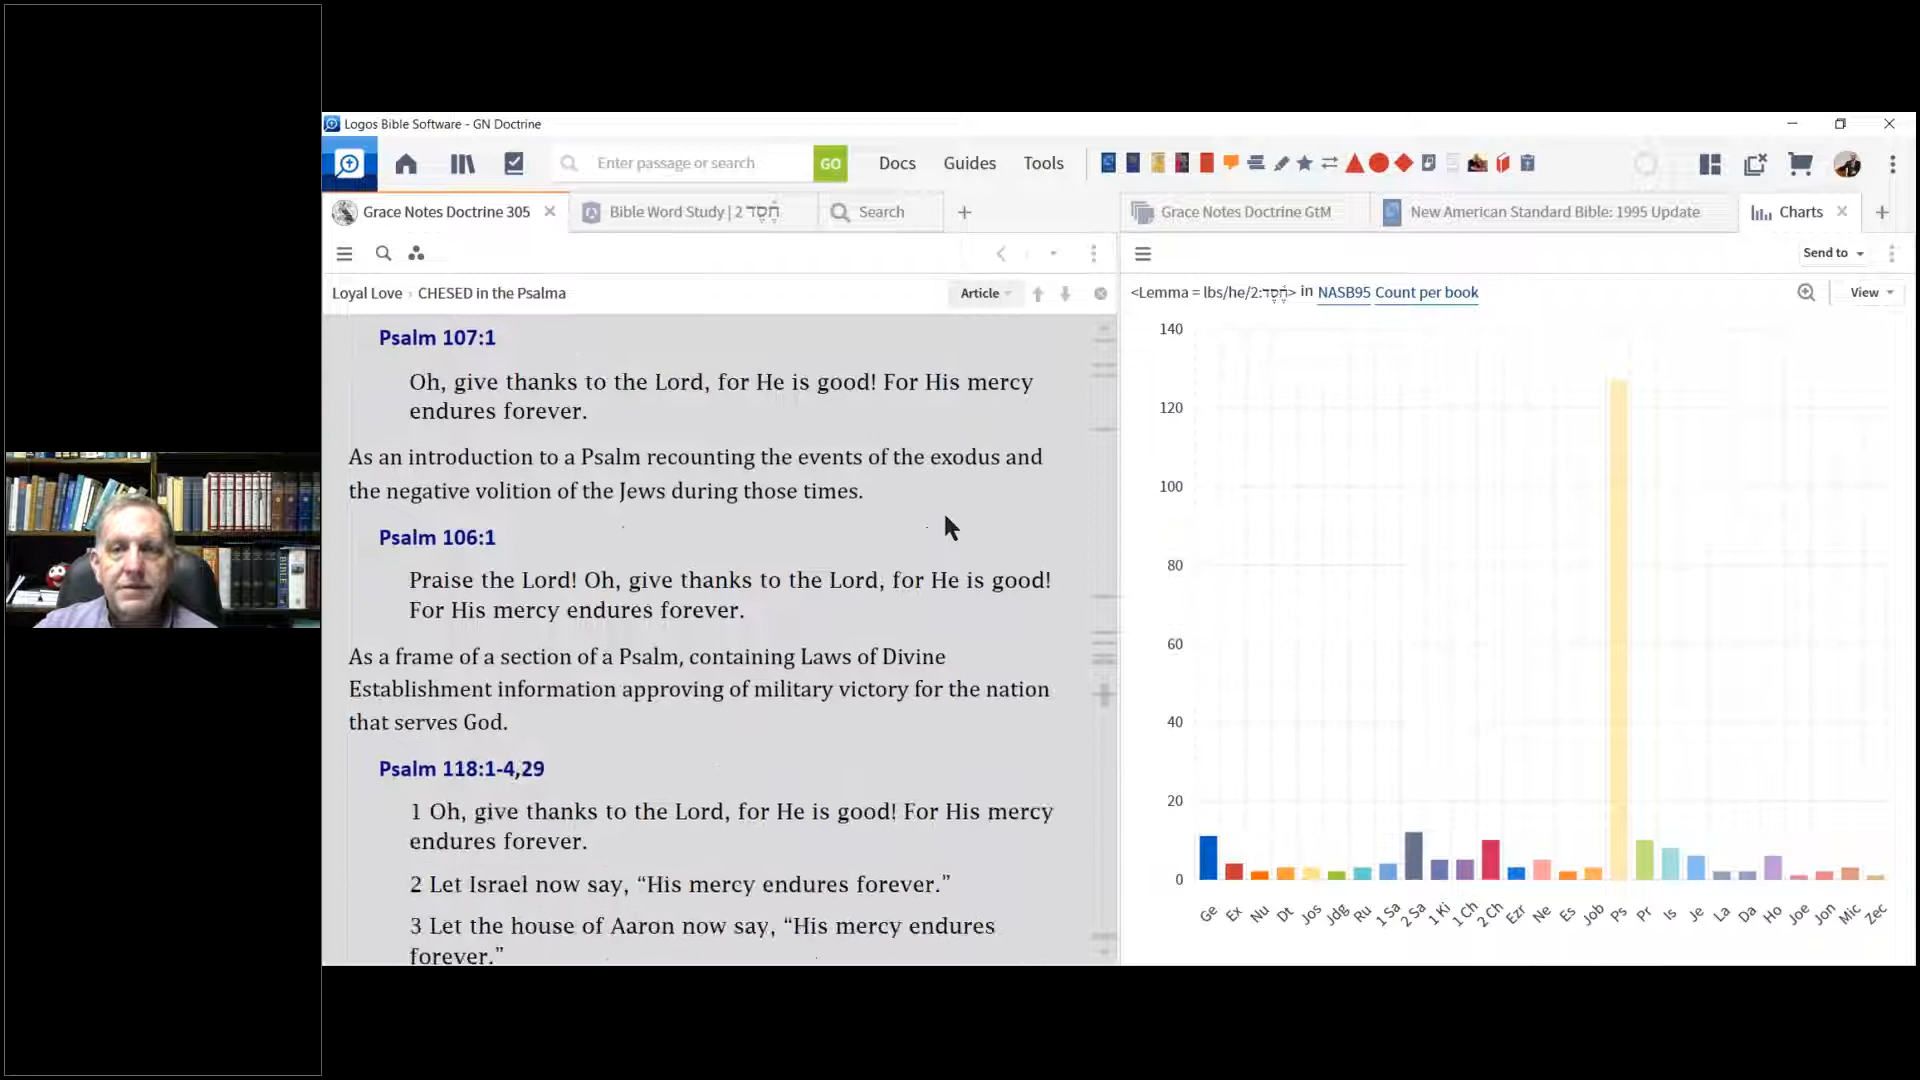 Logos Bible Software - GN Doctrine
Enter passage or search
GO
Docs
Guides
Tools
Grace Notes Doctrine 305
Bible Word Study | 2 חֶסֶד
Search
Grace Notes Doctrine GtM
New American Standard Bible: 1995 Update
Charts
Send to
Loyal Love › CHESED in the Psalma
Article
Psalm 107:1
Oh, give thanks to the Lord, for He is good! For His mercy
endures forever.
As an introduction to a Psalm recounting the events of the exodus and
the negative volition of the Jews during those times.
Psalm 106:1
Praise the Lord! Oh, give thanks to the Lord, for He is good!
For His mercy endures forever.
As a frame of a section of a Psalm, containing Laws of Divine
Establishment information approving of military victory for the nation
that serves God.
Psalm 118:1-4,29
1 Oh, give thanks to the Lord, for He is good! For His mercy
endures forever.
2 Let Israel now say, “His mercy endures forever.”
3 Let the house of Aaron now say, “His mercy endures
forever.”
<Lemma = lbs/he/2:חֶסֶד> in NASB95 Count per book
View
140
120
100
80
60
40
20
0
Ge Ex Nu Dt Jos Jdg Ru 1 Sa 2 Sa 1 Ki 1 Ch 2 Ch Ezr Ne Es Job Ps Pr Is Je La Da Ho Joe Jon Mic Zec